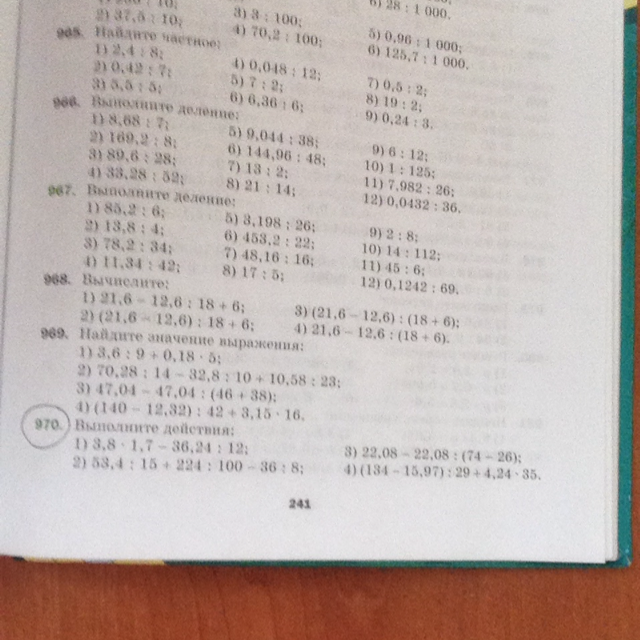 6) 28 : 1 000.
2) 37,5 : 10; 3) 3 : 100; 5) 0,96 : 1 000;
4) 70,2 : 100; 6) 125,7 : 1 000.
965. Найдите частное:
1) 2,4 : 8; 4) 0,048 : 12; 7) 0,5 : 2;
2) 0,42 : 7; 5) 7 : 2; 8) 19 : 2;
3) 5,5 : 5; 6) 6,36 : 6; 9) 0,24 : 3.
966. Выполните деление:
1) 8,68 : 7; 5) 9,044 : 38; 9) 6 : 12;
2) 169,2 : 8; 6) 144,96 : 48; 10) 1 : 125;
3) 89,6 : 28; 7) 13 : 2; 11) 7,982 : 26;
4) 33,28 : 52; 8) 21 : 14; 12) 0,0432 : 36.
967. Выполните деление:
1) 85,2 : 6; 5) 3,198 : 26; 9) 2 : 8;
2) 13,8 : 4; 6) 453,2 : 22; 10) 14 : 112;
3) 78,2 : 34; 7) 48,16 : 16; 11) 45 : 6;
4) 11,34 : 42; 8) 17 : 5; 12) 0,1242 : 69.
968. Вычислите:
1) 21,6 − 12,6 : 18 + 6; 3) (21,6 − 12,6) : (18 + 6);
2) (21,6 − 12,6) : 18 + 6; 4) 21,6 − 12,6 : (18 + 6).
969. Найдите значение выражения:
1) 3,6 : 9 + 0,18 · 5;
2) 70,28 : 14 − 32,8 : 10 + 10,58 : 23;
3) 47,04 − 47,04 : (46 + 38);
4) (140 − 12,32) : 42 + 3,15 · 16.
970. Выполните действия:
1) 3,8 · 1,7 − 36,24 : 12; 3) 22,08 − 22,08 : (74 − 26);
2) 53,4 : 15 + 224 : 100 − 36 : 8; 4) (134 − 15,97) : 29 + 4,24 · 35.
241